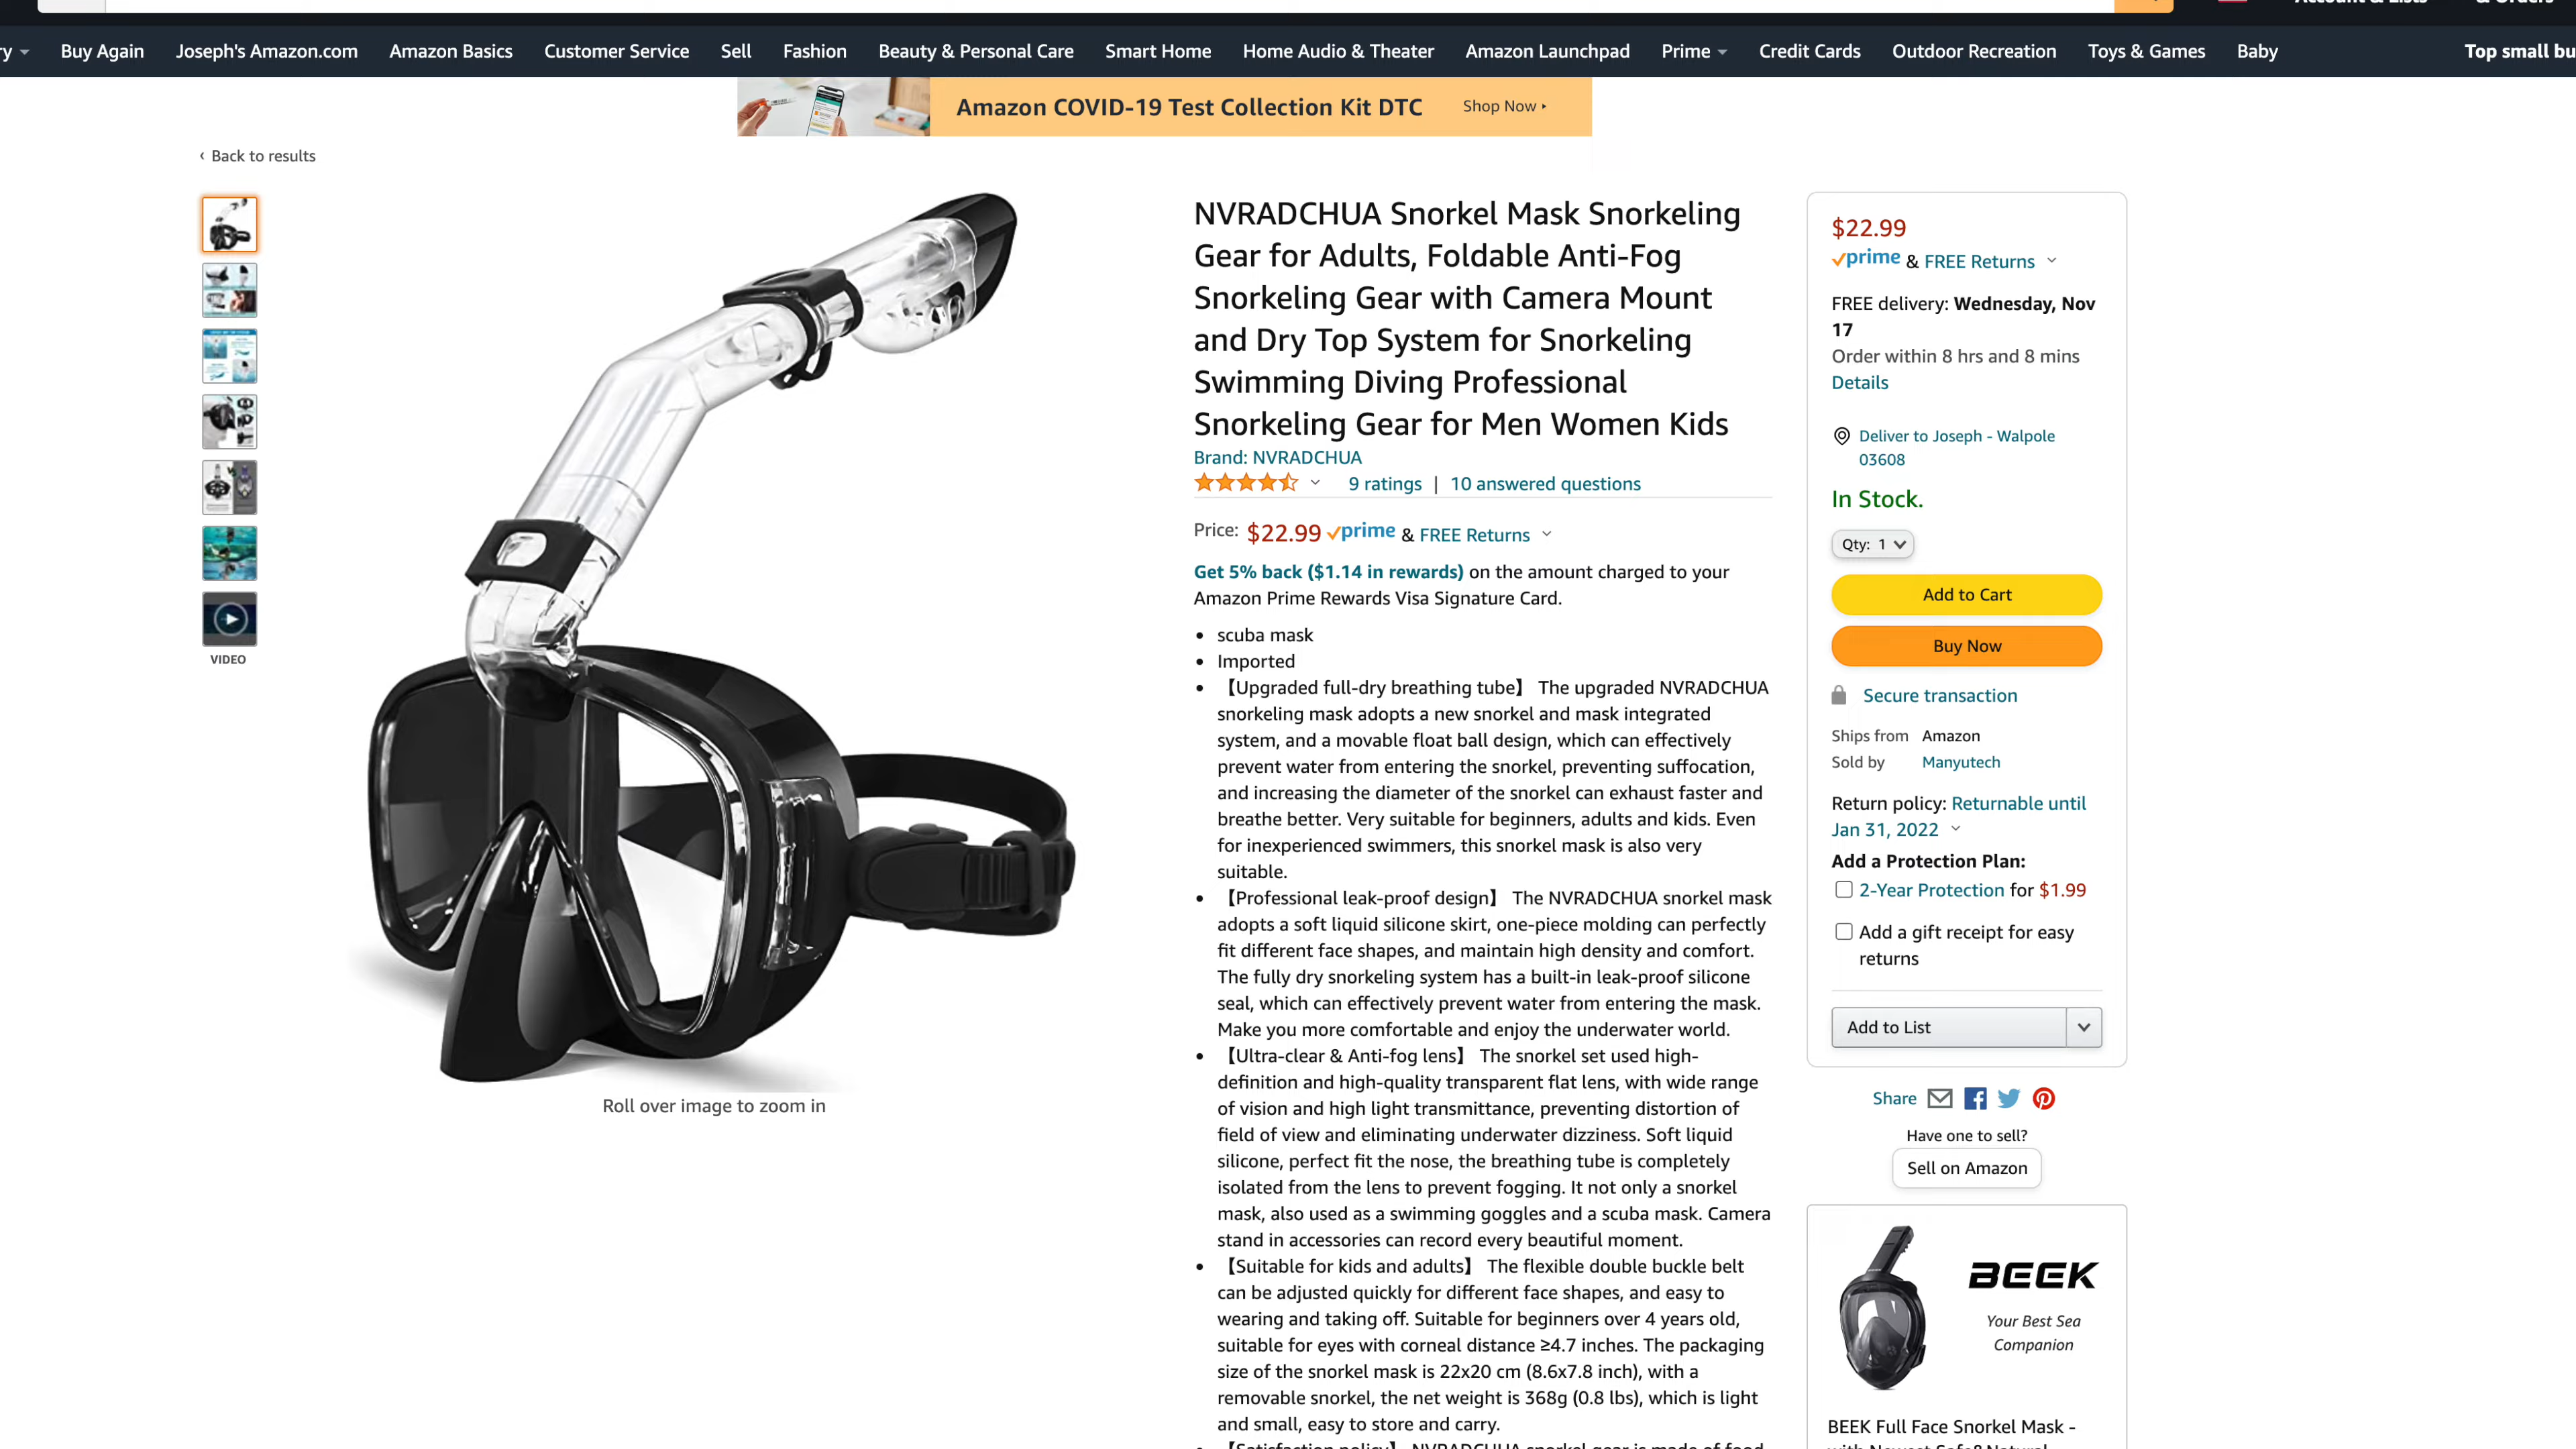 Account & Lists
& Orders
Buy Again
Joseph's Amazon.com
Amazon Basics
Customer Service
Sell
Fashion
Beauty & Personal Care
Smart Home
Home Audio & Theater
Amazon Launchpad
Prime
Credit Cards
Outdoor Recreation
Toys & Games
Baby
Top small bu
Amazon COVID-19 Test Collection Kit DTC
Shop Now ▸
‹ Back to results
VIDEO
Roll over image to zoom in
NVRADCHUA Snorkel Mask Snorkeling
Gear for Adults, Foldable Anti-Fog
Snorkeling Gear with Camera Mount
and Dry Top System for Snorkeling
Swimming Diving Professional
Snorkeling Gear for Men Women Kids
Brand: NVRADCHUA
9 ratings | 10 answered questions
Price: $22.99 prime & FREE Returns
Get 5% back ($1.14 in rewards) on the amount charged to your
Amazon Prime Rewards Visa Signature Card.
• scuba mask
• Imported
• 【Upgraded full-dry breathing tube】 The upgraded NVRADCHUA
snorkeling mask adopts a new snorkel and mask integrated
system, and a movable float ball design, which can effectively
prevent water from entering the snorkel, preventing suffocation,
and increasing the diameter of the snorkel can exhaust faster and
breathe better. Very suitable for beginners, adults and kids. Even
for inexperienced swimmers, this snorkel mask is also very
suitable.
• 【Professional leak-proof design】 The NVRADCHUA snorkel mask
adopts a soft liquid silicone skirt, one-piece molding can perfectly
fit different face shapes, and maintain high density and comfort.
The fully dry snorkeling system has a built-in leak-proof silicone
seal, which can effectively prevent water from entering the mask.
Make you more comfortable and enjoy the underwater world.
• 【Ultra-clear & Anti-fog lens】 The snorkel set used high-
definition and high-quality transparent flat lens, with wide range
of vision and high light transmittance, preventing distortion of
field of view and eliminating underwater dizziness. Soft liquid
silicone, perfect fit the nose, the breathing tube is completely
isolated from the lens to prevent fogging. It not only a snorkel
mask, also used as a swimming goggles and a scuba mask. Camera
stand in accessories can record every beautiful moment.
• 【Suitable for kids and adults】 The flexible double buckle belt
can be adjusted quickly for different face shapes, and easy to
wearing and taking off. Suitable for beginners over 4 years old,
suitable for eyes with corneal distance ≥4.7 inches. The packaging
size of the snorkel mask is 22x20 cm (8.6x7.8 inch), with a
removable snorkel, the net weight is 368g (0.8 lbs), which is light
and small, easy to store and carry.
• 【Satisfaction policy】 NVRADCHUA snorkel gear is made of food
$22.99
prime & FREE Returns
FREE delivery: Wednesday, Nov
17
Order within 8 hrs and 8 mins
Details
Deliver to Joseph - Walpole
03608
In Stock.
Qty: 1
Add to Cart
Buy Now
Secure transaction
Ships from Amazon
Sold by Manyutech
Return policy: Returnable until
Jan 31, 2022
Add a Protection Plan:
2-Year Protection for $1.99
Add a gift receipt for easy
returns
Add to List
Share
Have one to sell?
Sell on Amazon
BEEK
Your Best Sea
Companion
BEEK Full Face Snorkel Mask -
with Newest Safe&Natural